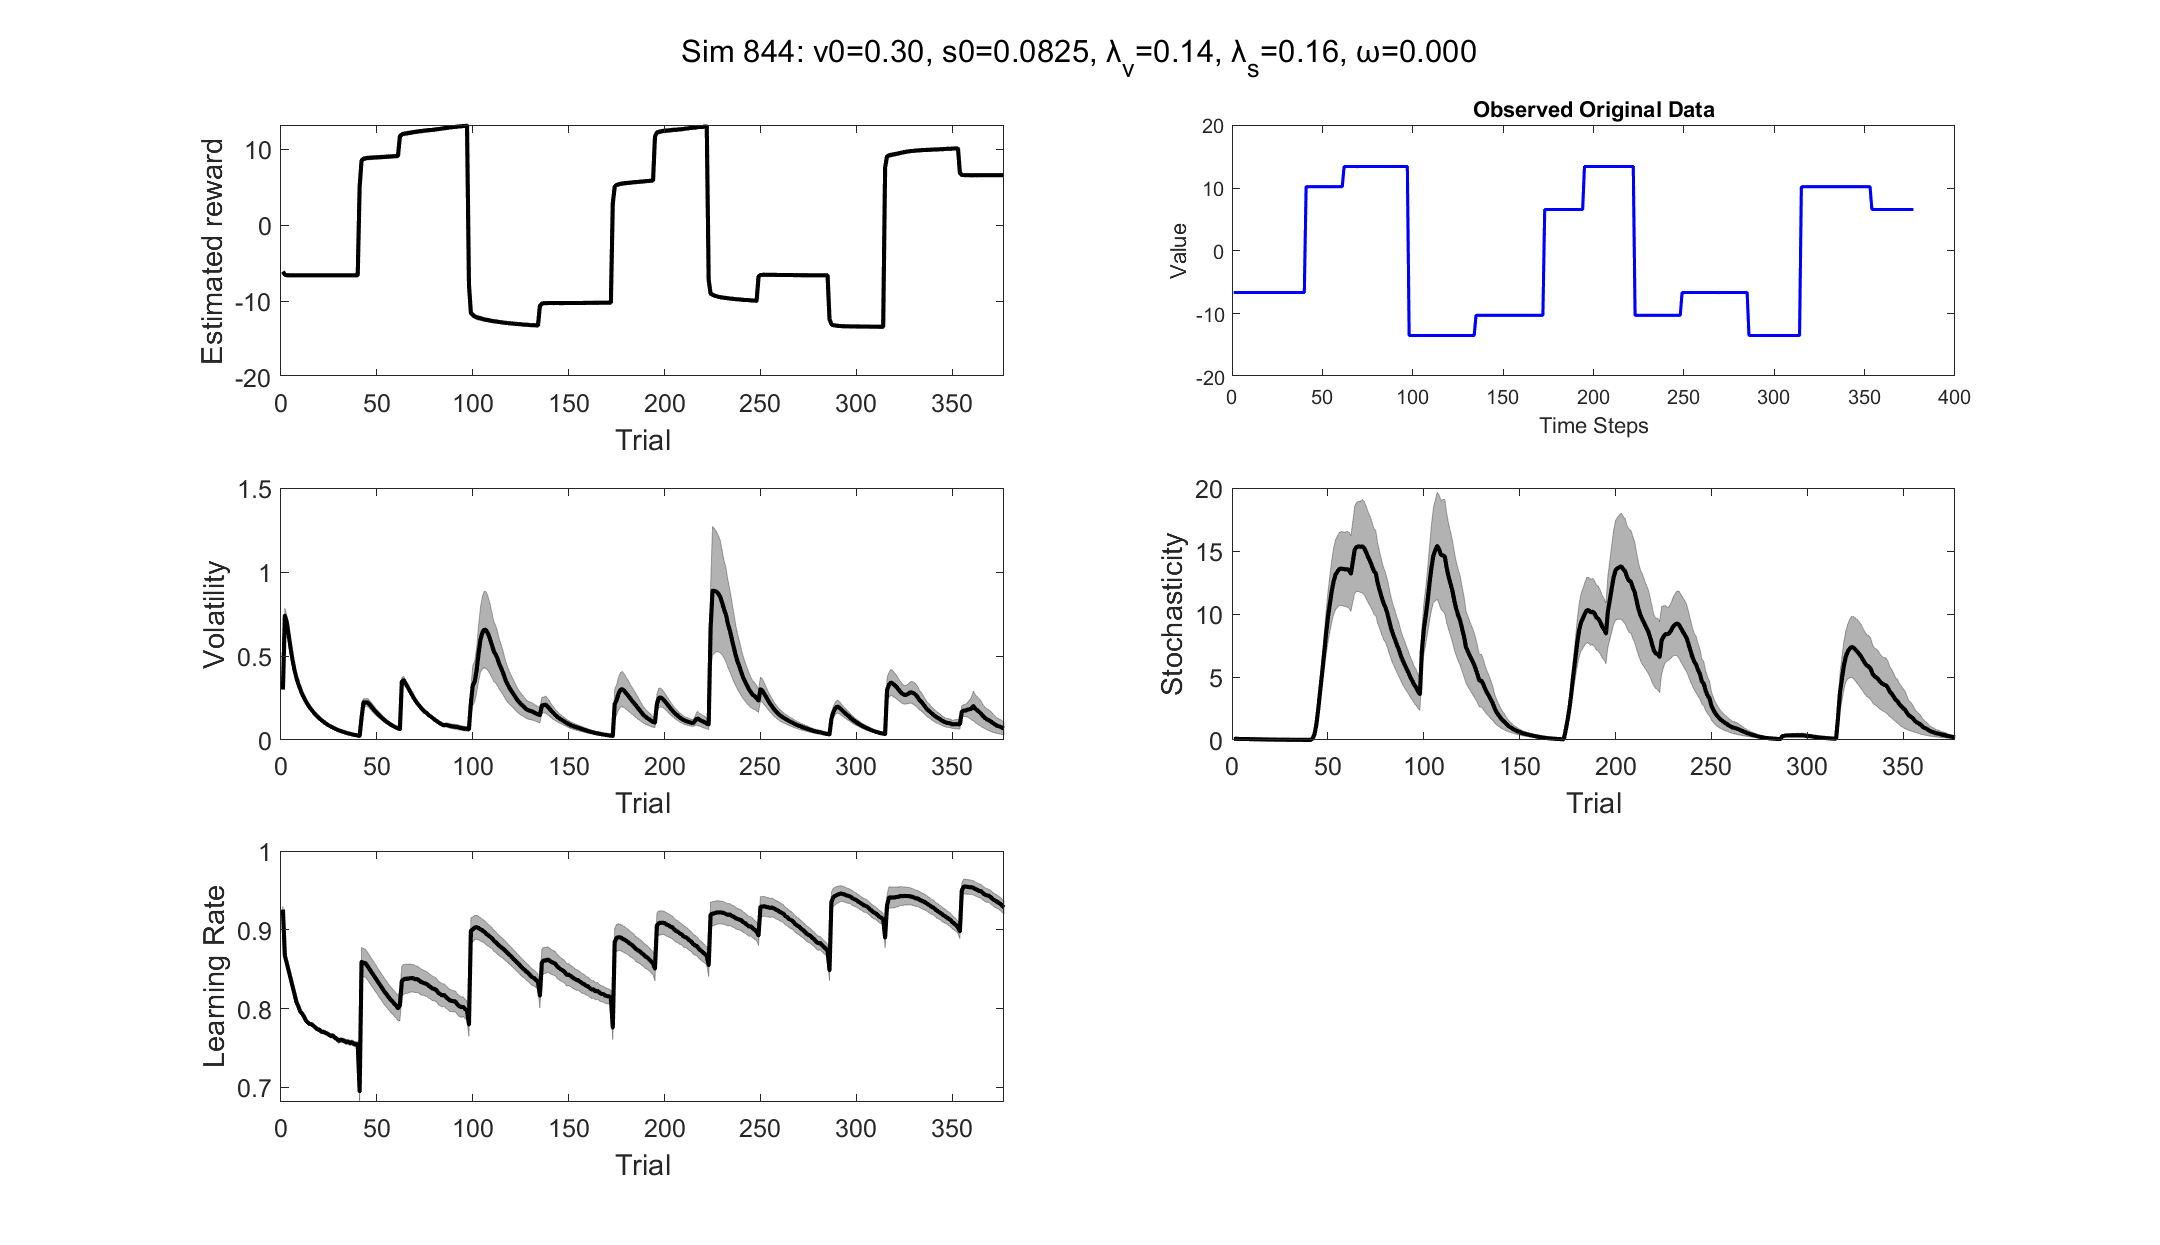 Sim 844: v0=0.30, s0=0.0825, λv=0.14, λs=0.16, ω=0.000
Estimated reward
10
0
-10
-20
0 50 100 150 200 250 300 350
Trial
Observed Original Data
Value
20
10
0
-10
-20
0 50 100 150 200 250 300 350 400
Time Steps
Volatility
1.5
1
0.5
0
0 50 100 150 200 250 300 350
Trial
Stochasticity
20
15
10
5
0
0 50 100 150 200 250 300 350
Trial
Learning Rate
1
0.9
0.8
0.7
0 50 100 150 200 250 300 350
Trial